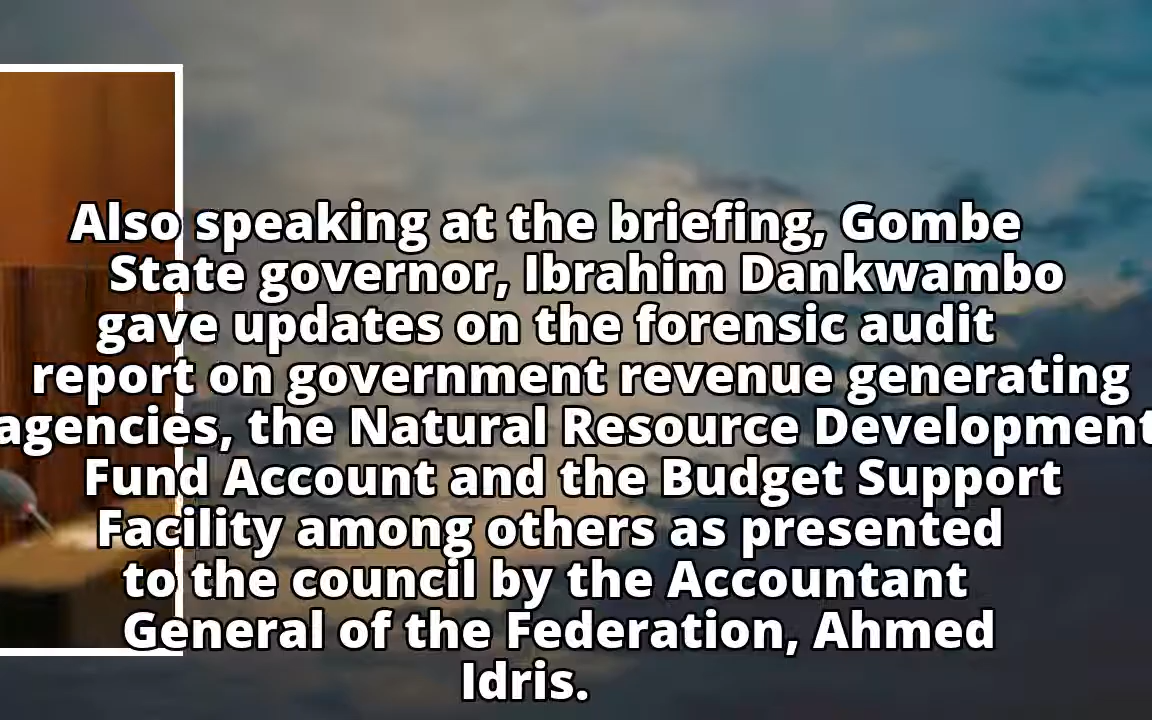 Also speaking at the briefing, Gombe
State governor, Ibrahim Dankwambo
gave updates on the forensic audit
report on government revenue generating
agencies, the Natural Resource Development
Fund Account and the Budget Support
Facility among others as presented
to the council by the Accountant
General of the Federation, Ahmed
Idris.